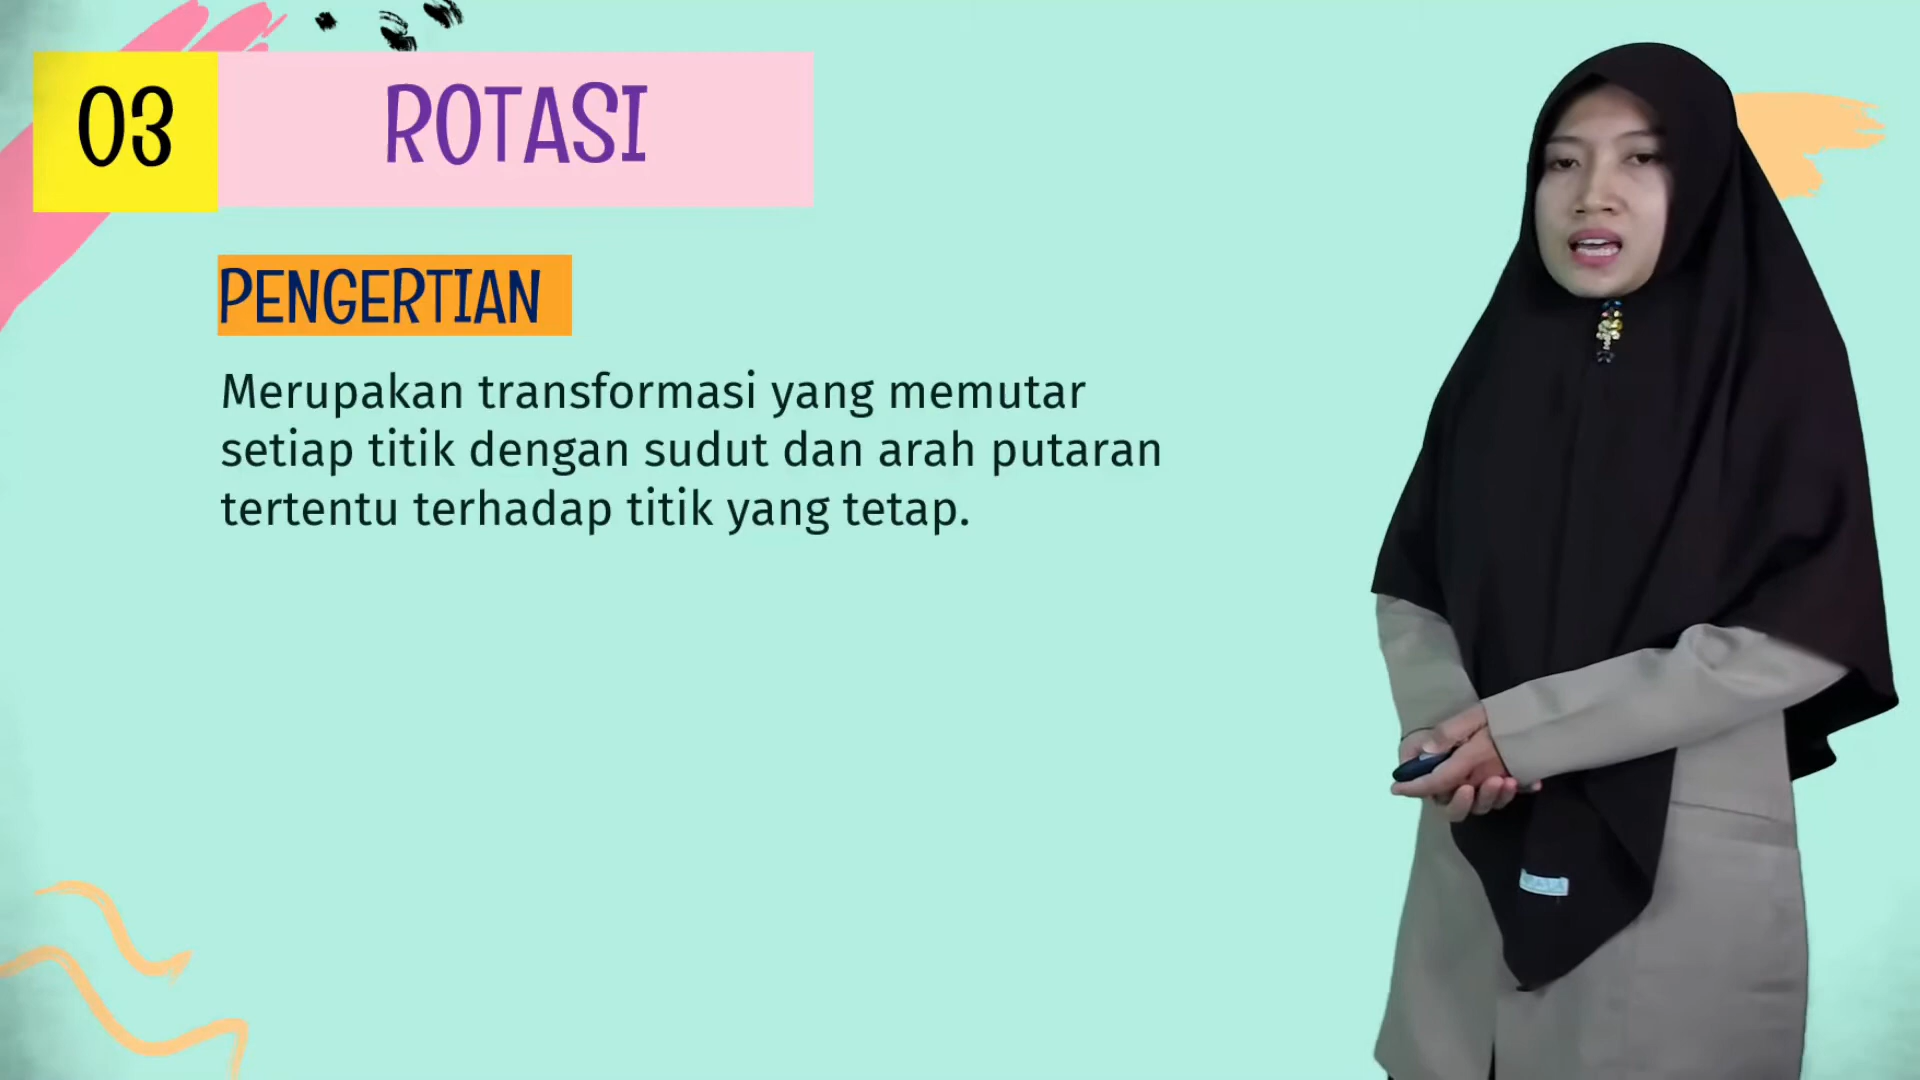 03
ROTASI
PENGERTIAN
Merupakan transformasi yang memutar
setiap titik dengan sudut dan arah putaran
tertentu terhadap titik yang tetap.